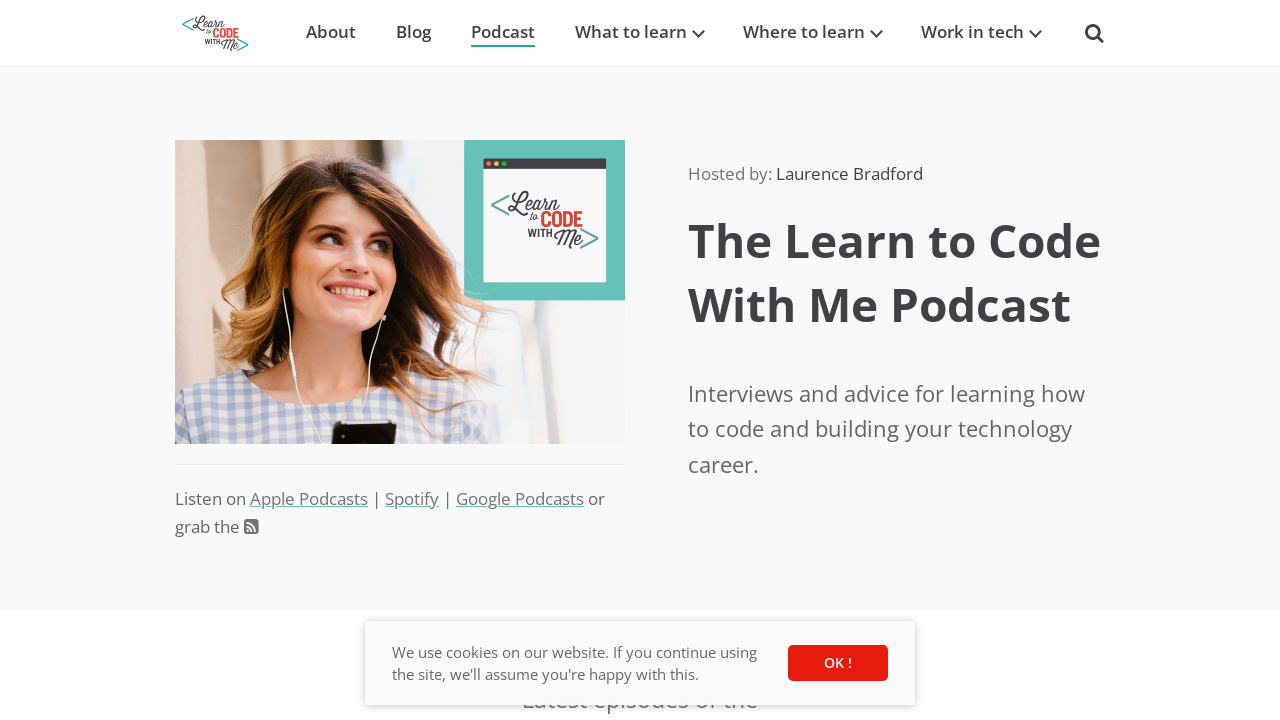 Learn to CODE WITH Me
About
Blog
Podcast
What to learn
Where to learn
Work in tech
<Learn to CODE WITH Me>
Hosted by: Laurence Bradford
The Learn to Code
With Me Podcast
Interviews and advice for learning how
to code and building your technology
career.
Listen on Apple Podcasts | Spotify | Google Podcasts or
grab the
We use cookies on our website. If you continue using
the site, we'll assume you're happy with this.
OK !
Latest episodes of the